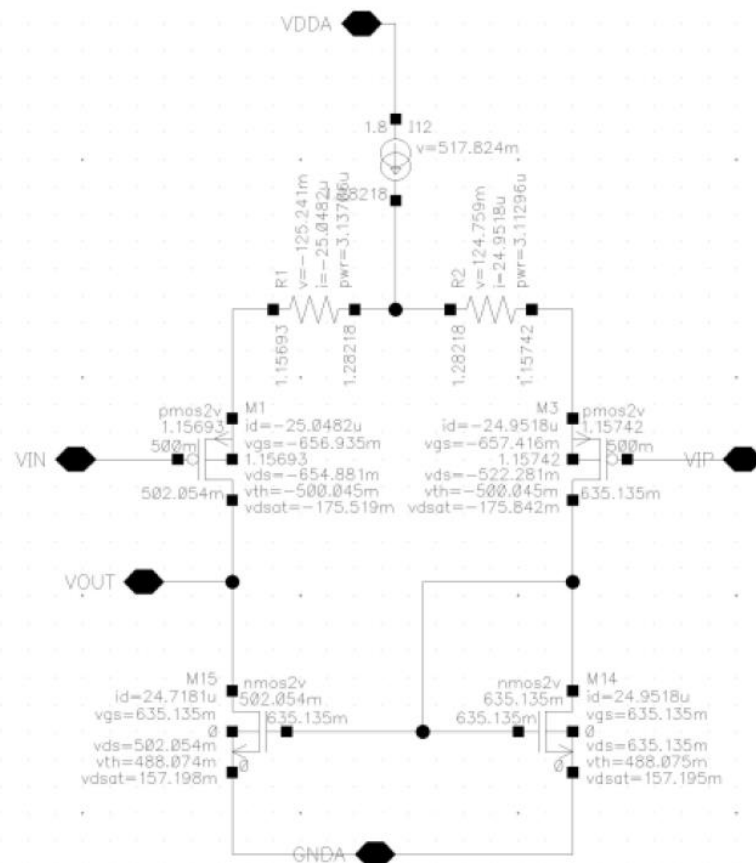 VDDA
1.8 I12
v=517.824m
1.28218
R1
v=-125.241m
i=-25.0482u
1.15693
1.28218
R2
v=124.759m
i=24.9518u
pwr=3.11296u
1.28218
1.15742
pmos2v
1.15693
M1
id=-25.0482u
vgs=-656.935m
1.15693
vds=-654.881m
vth=-500.045m
vdsat=-175.519m
VIN
500m
502.054m
M3
pmos2v
1.15742
id=-24.9518u
vgs=-657.416m
1.15742
vds=-522.281m
vth=-500.045m
vdsat=-175.842m
500m
VIP
635.135m
VOUT
M15
nmos2v
502.054m
id=24.7181u
vgs=635.135m
635.135m
0
vds=502.054m
vth=488.074m
vdsat=157.198m
0
M14
nmos2v
635.135m
id=24.9518u
vgs=635.135m
635.135m
0
vds=635.135m
vth=488.075m
vdsat=157.195m
0
GNDA